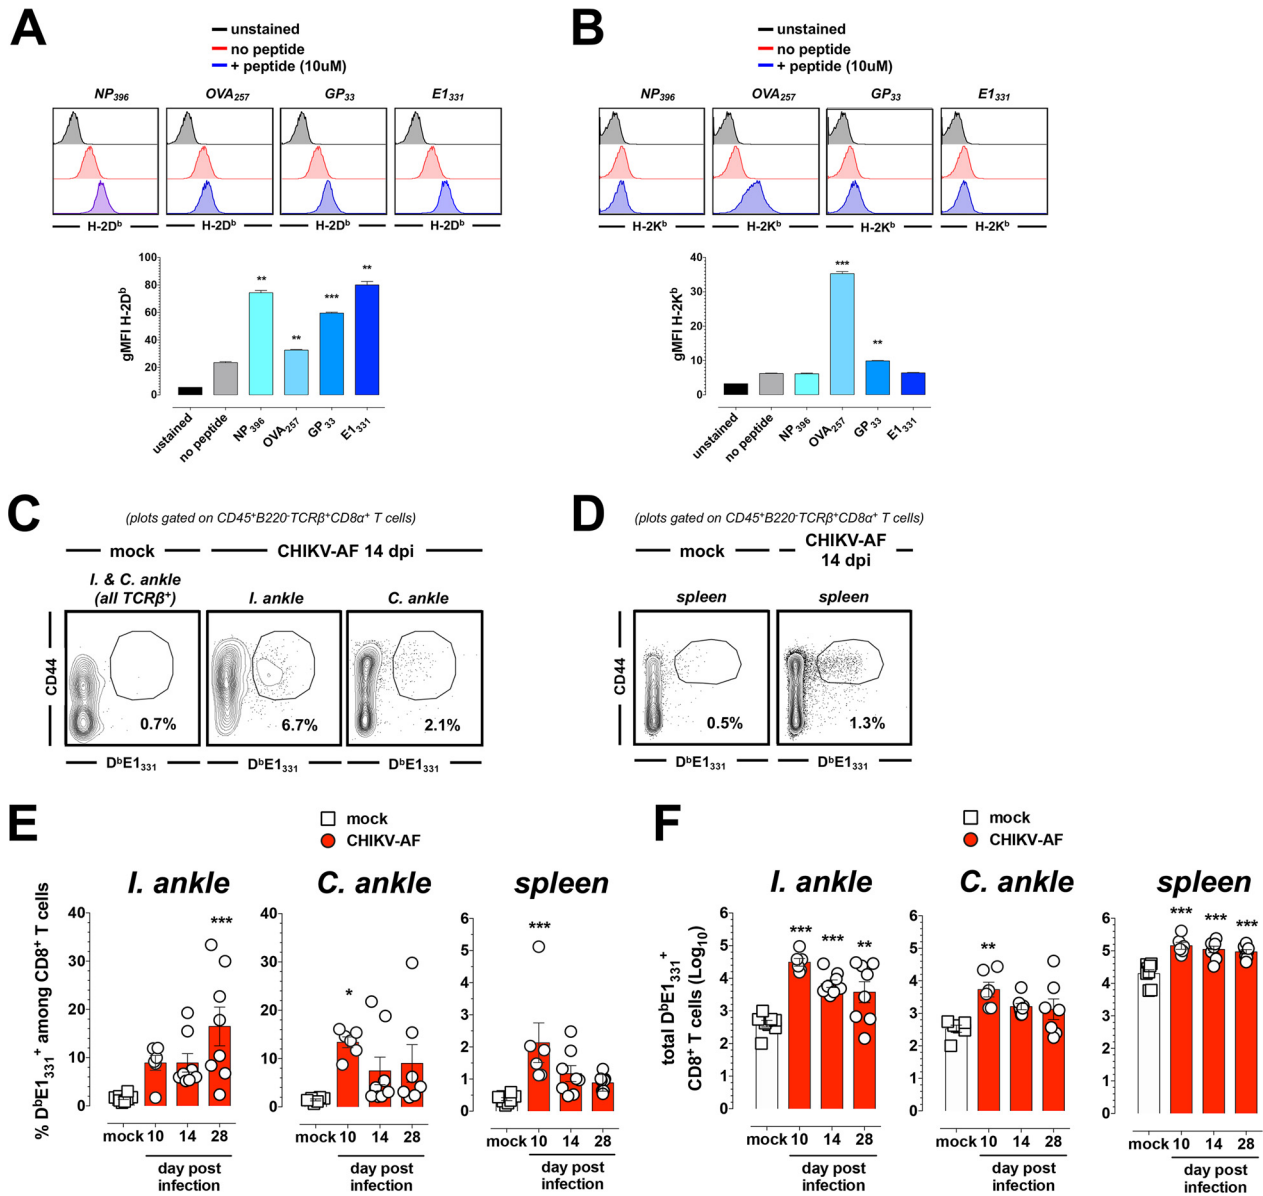 A
unstained
no peptide
+ peptide (10uM)
NP396 OVA257 GP33 E1331
H-2Db H-2Db H-2Db H-2Db
gMFI H-2Db
100
80
60
40
20
0
** ** *** **
ustained no peptide NP396 OVA257 GP33 E1331
B
unstained
no peptide
+ peptide (10uM)
NP396 OVA257 GP33 E1331
H-2Kb H-2Kb H-2Kb H-2Kb
gMFI H-2Kb
40
30
20
10
0
*** **
unstained no peptide NP396 OVA257 GP33 E1331
C
(plots gated on CD45+B220-TCRβ+CD8α+ T cells)
mock CHIKV-AF 14 dpi
I. & C. ankle
(all TCRβ+) I. ankle C. ankle
CD44
0.7% 6.7% 2.1%
DbE1331 DbE1331 DbE1331
D
(plots gated on CD45+B220-TCRβ+CD8α+ T cells)
mock CHIKV-AF
14 dpi
spleen spleen
CD44
0.5% 1.3%
DbE1331 DbE1331
E
mock
CHIKV-AF
I. ankle C. ankle spleen
% DbE1331+ among CD8+ T cells
40
30
20
10
0
***
mock 10 14 28
day post
infection
40
30
20
10
0
*
mock 10 14 28
day post
infection
6
5
4
3
2
1
0
***
mock 10 14 28
day post
infection
F
mock
CHIKV-AF
I. ankle C. ankle spleen
total DbE1331+
CD8+ T cells (Log10)
6
5
4
3
2
1
0
*** *** **
mock 10 14 28
day post
infection
6
5
4
3
2
1
0
**
mock 10 14 28
day post
infection
6
5
4
3
2
1
0
*** *** ***
mock 10 14 28
day post
infection